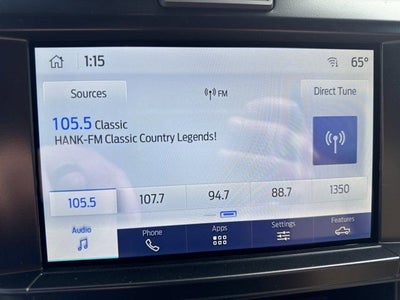 1:15
65°
Sources
FM
Direct Tune
105.5 Classic
HANK-FM Classic Country Legends!
105.5
107.7
94.7
88.7
1350
Audio
Phone
Apps
Settings
Features